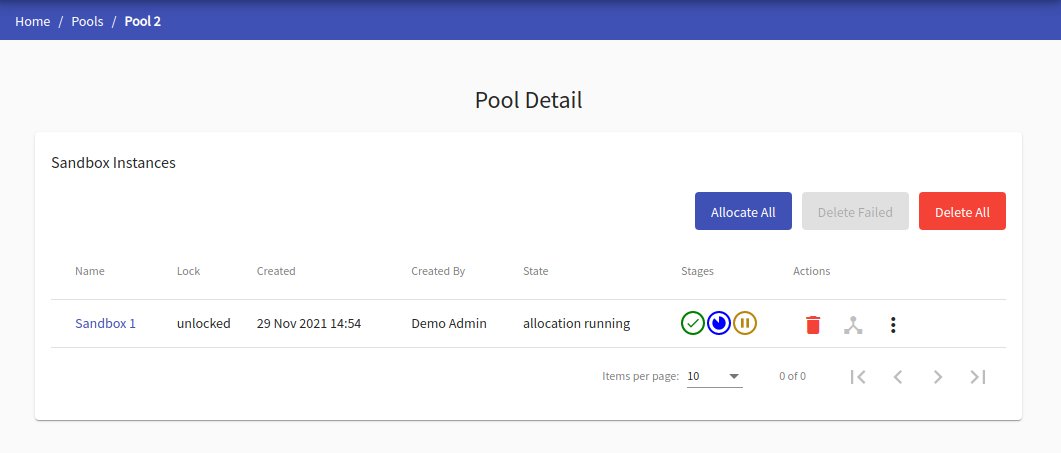 Home / Pools / Pool 2
Pool Detail
Sandbox Instances
Allocate All Delete Failed Delete All
Name Lock Created Created By State Stages Actions
Sandbox 1 unlocked 29 Nov 2021 14:54 Demo Admin allocation running
Items per page: 10 0 of 0